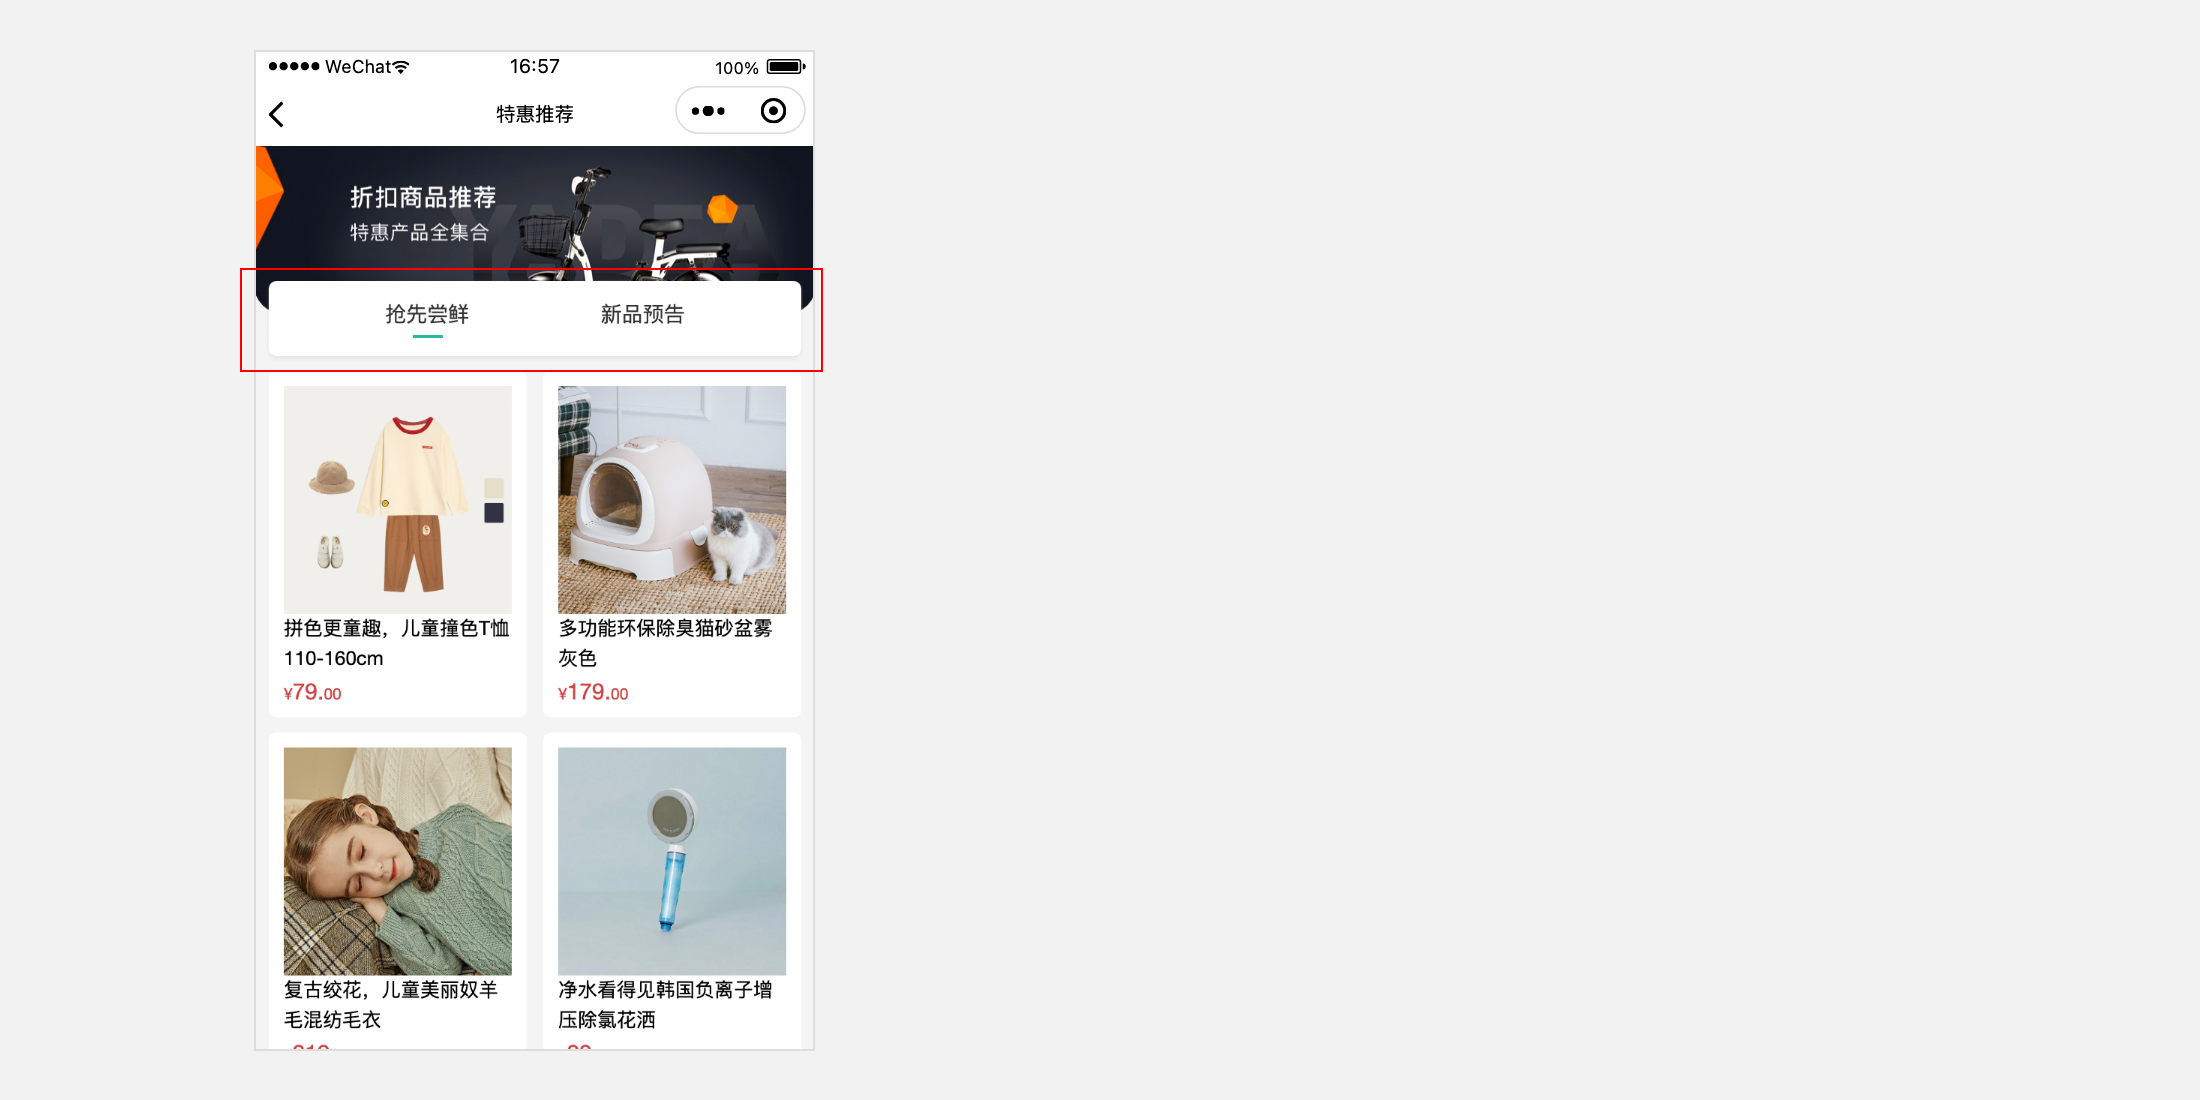 ●●●●● WeChat
16:57
100%
特惠推荐
折扣商品推荐
特惠产品全集合
YADEA
抢先尝鲜
新品预告
拼色更童趣，儿童撞色T恤
110-160cm
¥79.00
多功能环保除臭猫砂盆雾
灰色
¥179.00
复古绞花，儿童美丽奴羊
毛混纺毛衣
净水看得见韩国负离子增
压除氯花洒